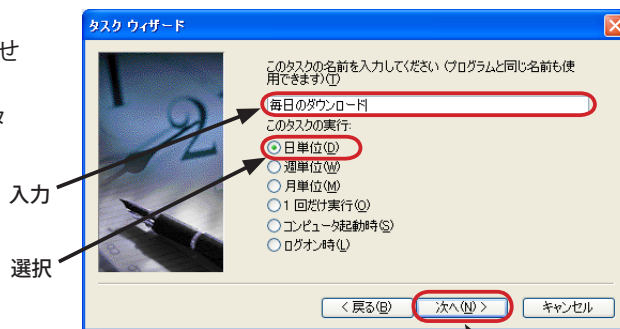 せ
タスク ウィザード
このタスクの名前を入力してください (プログラムと同じ名前も使
用できます)(T)
毎日のダウンロード
このタスクの実行:
日単位(D)
週単位(W)
月単位(M)
1 回だけ実行(O)
コンピュータ起動時(S)
ログオン時(L)
入力
選択
< 戻る(B)
次へ(N) >
キャンセル